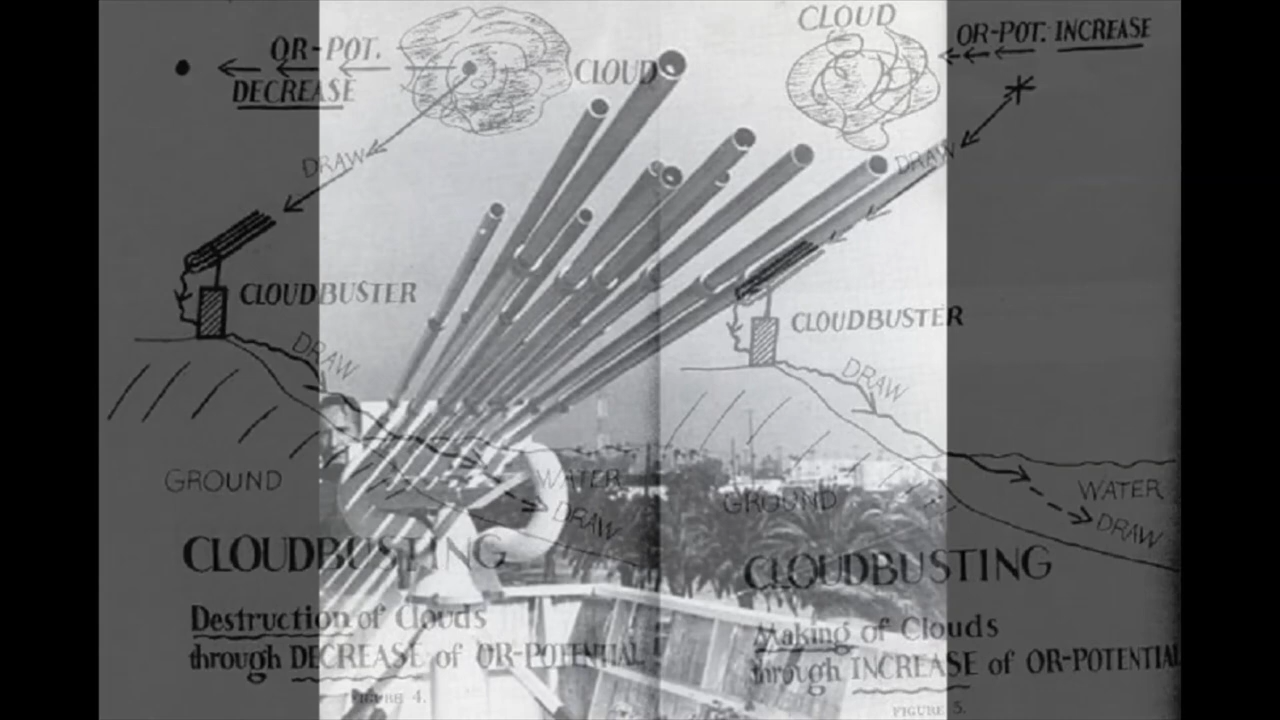 OR-POT.
DECREASE
CLOUD
DRAW
CLOUDBUSTER
DRAW
GROUND
WATER
DRAW
CLOUDBUSTING
Destruction of Clouds
through DECREASE of OR-POTENTIAL
FIGURE 4.
CLOUD
OR-POT. INCREASE
DRAW
CLOUDBUSTER
DRAW
GROUND
WATER
DRAW
CLOUDBUSTING
Making of Clouds
through INCREASE of OR-POTENTIAL
FIGURE 5.